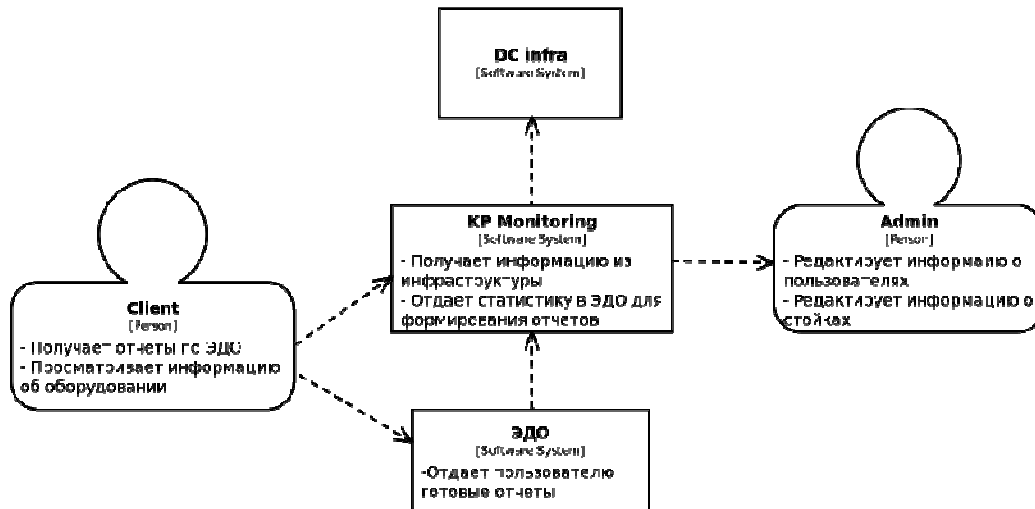 DC infra
[Software System]
KP Monitoring
[Software System]
- Получает информацию из
инфраструктуры
- Отдает статистику в ЭДО для
формирования отчетов
Admin
[Person]
- Редактирует информаию о
пользователях
- Редактирует информацию о
стойках
Client
[Person]
- Получает отчеты по ЭДО
- Просматривает информацию
об оборудовании
ЭДО
[Software System]
-Отдает пользователю
готовые отчеты